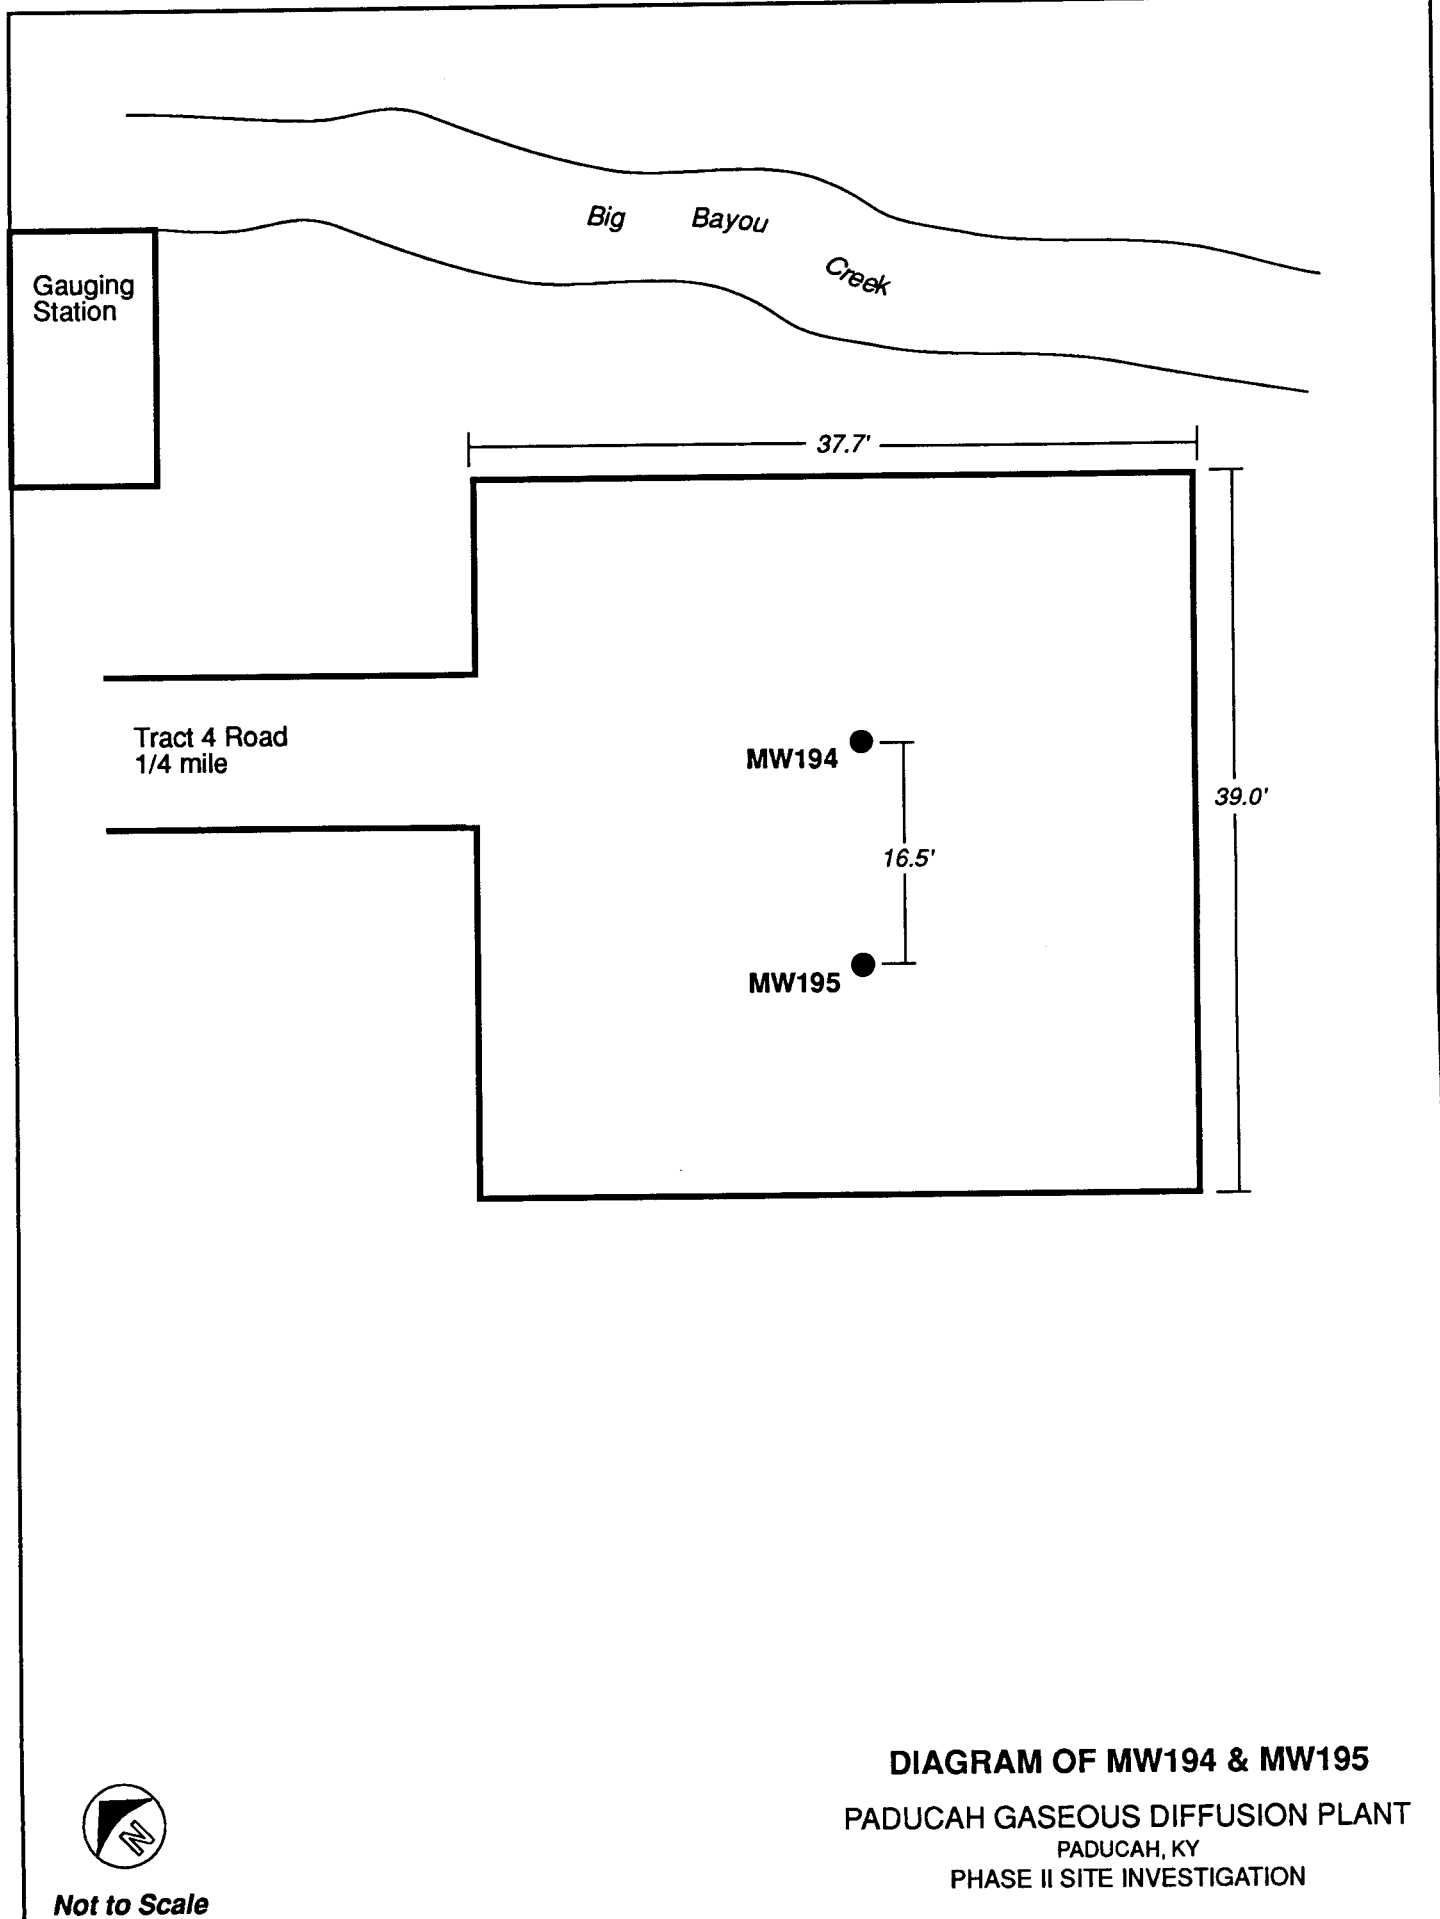 Big Bayou
Creek
Gauging
Station
37.7'
Tract 4 Road
1/4 mile
MW194
39.0'
16.5'
MW195
DIAGRAM OF MW194 & MW195
PADUCAH GASEOUS DIFFUSION PLANT
PADUCAH, KY
PHASE II SITE INVESTIGATION
N
Not to Scale